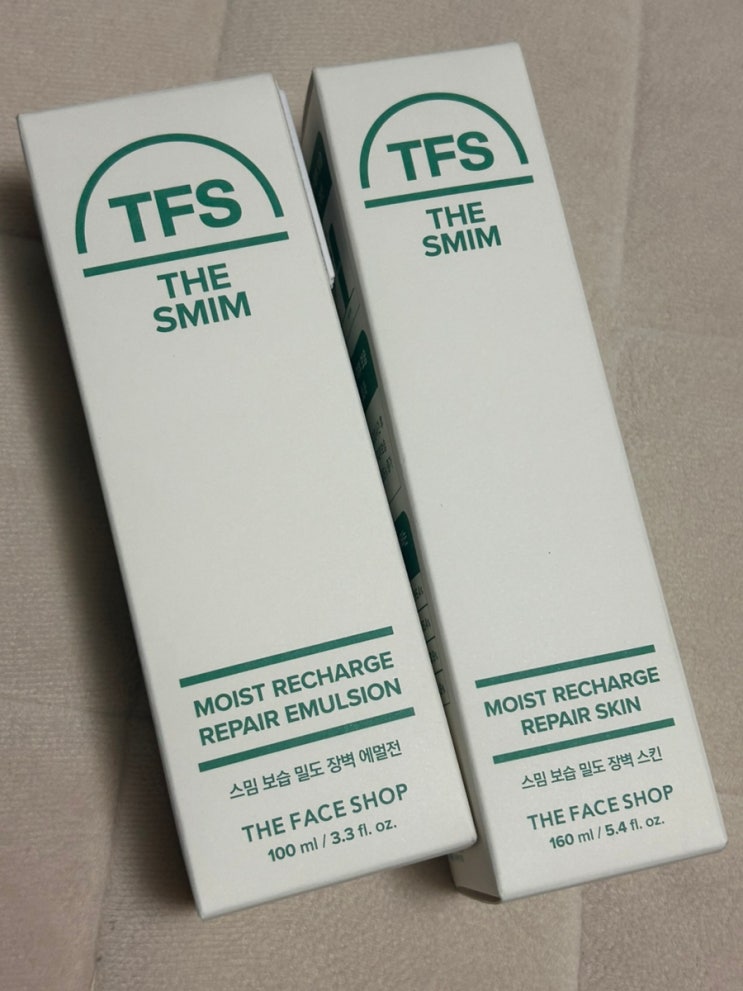 TFS
THE
SMIM
MOIST RECHARGE
REPAIR EMULSION
스밈 보습 밀도 장벽 에멀전
THE FACE SHOP
100 ml / 3.3 fl. oz.
TFS
THE
SMIM
MOIST RECHARGE
REPAIR SKIN
스밈 보습 밀도 장벽 스킨
THE FACE SHOP
160 ml / 5.4 fl. oz.